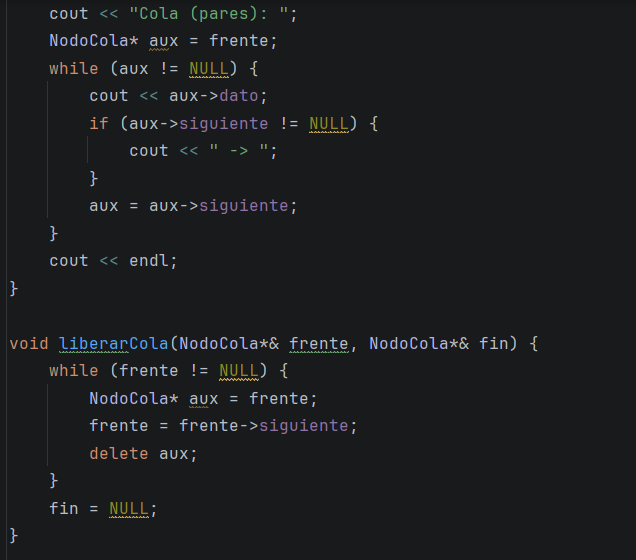 cout << "Cola (pares): ";
NodoCola* aux = frente;
while (aux != NULL) {
cout << aux->dato;
if (aux->siguiente != NULL) {
cout << " -> ";
}
aux = aux->siguiente;
}
cout << endl;
}
void liberarCola(NodoCola*& frente, NodoCola*& fin) {
while (frente != NULL) {
NodoCola* aux = frente;
frente = frente->siguiente;
delete aux;
}
fin = NULL;
}